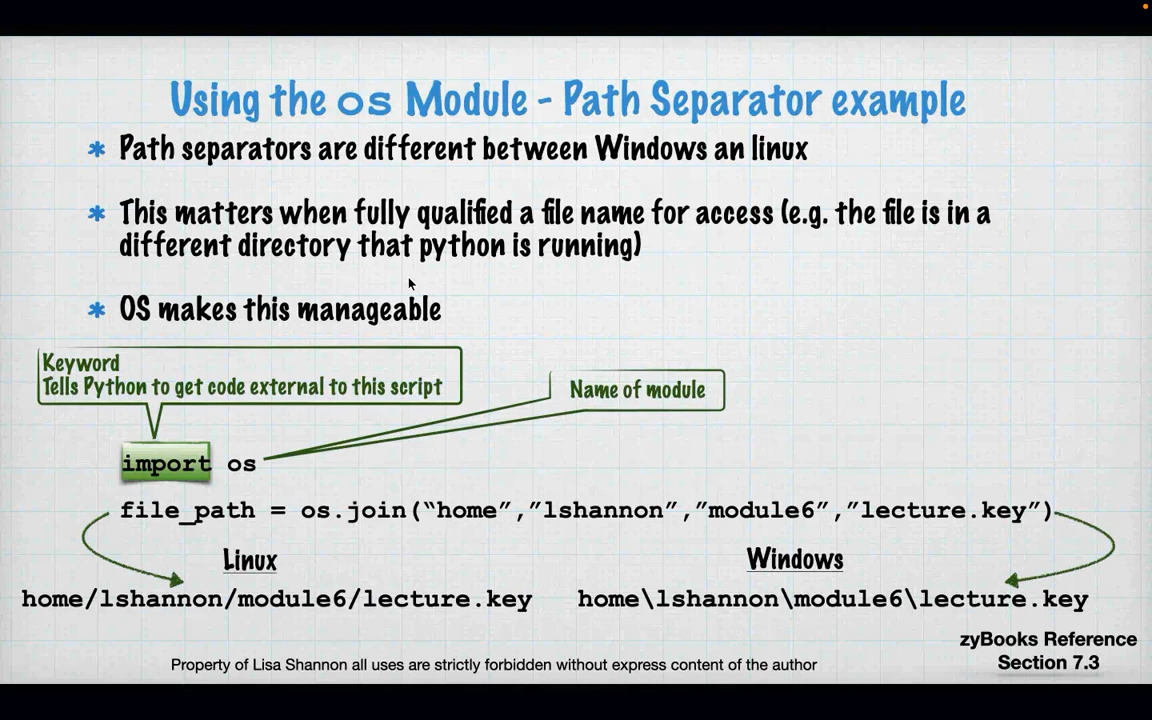 Using the os Module - Path Separator example
* Path separators are different between Windows an linux
* This matters when fully qualified a file name for access (e.g. the file is in a
different directory that python is running)
* OS makes this manageable
Keyword
Tells Python to get code external to this script
Name of module
import os
file_path = os.join(“home”,”lshannon”,”module6”,”lecture.key”)
Linux
Windows
home/lshannon/module6/lecture.key
home\lshannon\module6\lecture.key
zyBooks Reference
Section 7.3
Property of Lisa Shannon all uses are strictly forbidden without express content of the author